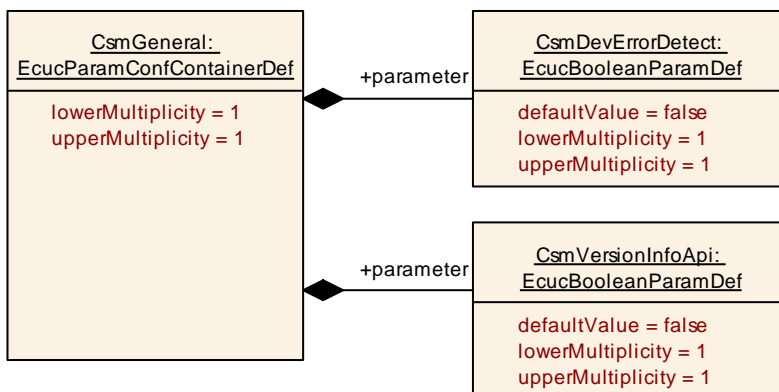 CsmGeneral:
EcucParamConfContainerDef
lowerMultiplicity = 1
upperMultiplicity = 1
+parameter
CsmDevErrorDetect:
EcucBooleanParamDef
defaultValue = false
lowerMultiplicity = 1
upperMultiplicity = 1
+parameter
CsmVersionInfoApi:
EcucBooleanParamDef
defaultValue = false
lowerMultiplicity = 1
upperMultiplicity = 1